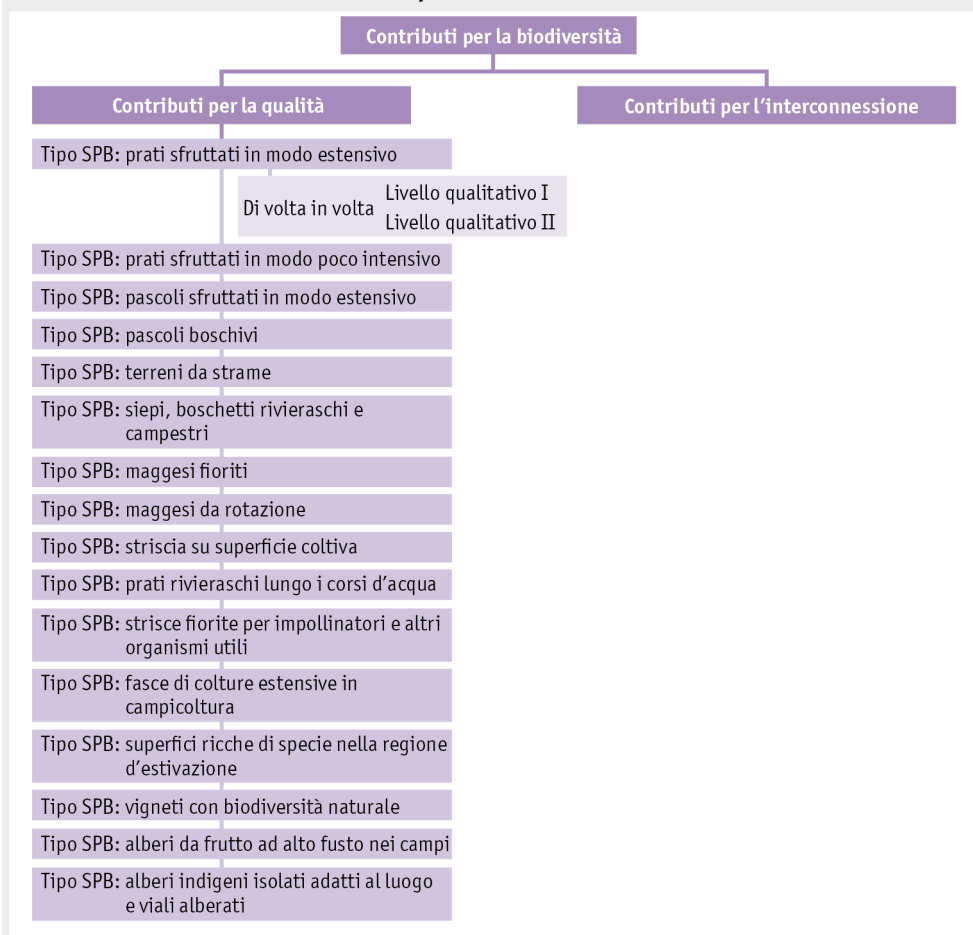 Contributi per la biodiversità
Contributi per la qualità
Contributi per l'interconnessione
Tipo SPB: prati sfruttati in modo estensivo
Di volta in volta
Livello qualitativo I
Livello qualitativo II
Tipo SPB: prati sfruttati in modo poco intensivo
Tipo SPB: pascoli sfruttati in modo estensivo
Tipo SPB: pascoli boschivi
Tipo SPB: terreni da strame
Tipo SPB: siepi, boschetti rivieraschi e
campestri
Tipo SPB: maggesi fioriti
Tipo SPB: maggesi da rotazione
Tipo SPB: striscia su superficie coltiva
Tipo SPB: prati rivieraschi lungo i corsi d'acqua
Tipo SPB: strisce fiorite per impollinatori e altri
organismi utili
Tipo SPB: fasce di colture estensive in
campicoltura
Tipo SPB: superfici ricche di specie nella regione
d'estivazione
Tipo SPB: vigneti con biodiversità naturale
Tipo SPB: alberi da frutto ad alto fusto nei campi
Tipo SPB: alberi indigeni isolati adatti al luogo
e viali alberati